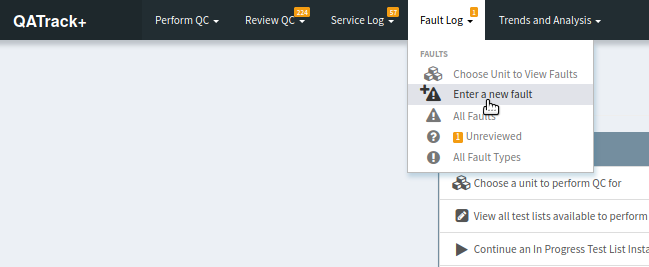 QATrack+ Perform QC Review QC 224 Service Log 57 Fault Log 1 Trends and Analysis
FAULTS
Choose Unit to View Faults
Enter a new fault
All Faults
1 Unreviewed
All Fault Types
Choose a unit to perform QC for
View all test lists available to perform
Continue an In Progress Test List